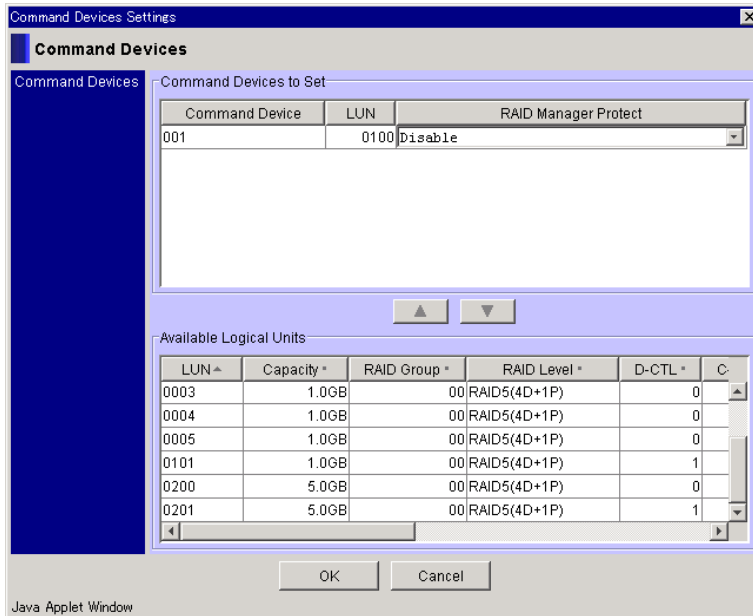 Command Devices Settings
Command Devices
Command Devices
Command Devices to Set
Command Device LUN RAID Manager Protect
001 0100 Disable
Available Logical Units
LUN Capacity RAID Group RAID Level D-CTL C-
0003 1.0GB 00 RAID5(4D+1P) 0
0004 1.0GB 00 RAID5(4D+1P) 0
0005 1.0GB 00 RAID5(4D+1P) 0
0101 1.0GB 00 RAID5(4D+1P) 1
0200 5.0GB 00 RAID5(4D+1P) 0
0201 5.0GB 00 RAID5(4D+1P) 1
OK Cancel
Java Applet Window